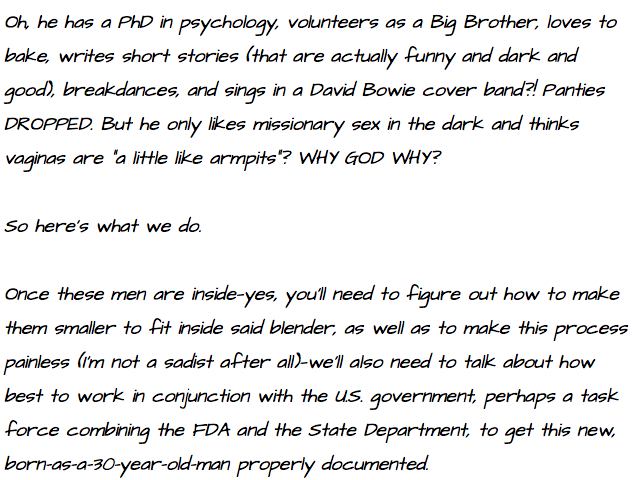 Oh, he has a PhD in psychology, volunteers as a Big Brother, loves to
bake, writes short stories (that are actually funny and dark and
good), breakdances, and sings in a David Bowie cover band?! Panties
DROPPED. But he only likes missionary sex in the dark and thinks
vaginas are "a little like armpits"? WHY GOD WHY?
So here's what we do.
Once these men are inside-yes, you'll need to figure out how to make
them smaller to fit inside said blender, as well as to make this process
painless (I'm not a sadist after all)-we'll also need to talk about how
best to work in conjunction with the U.S. government, perhaps a task
force combining the FDA and the State Department, to get this new,
born-as-a-30-year-old-man properly documented.